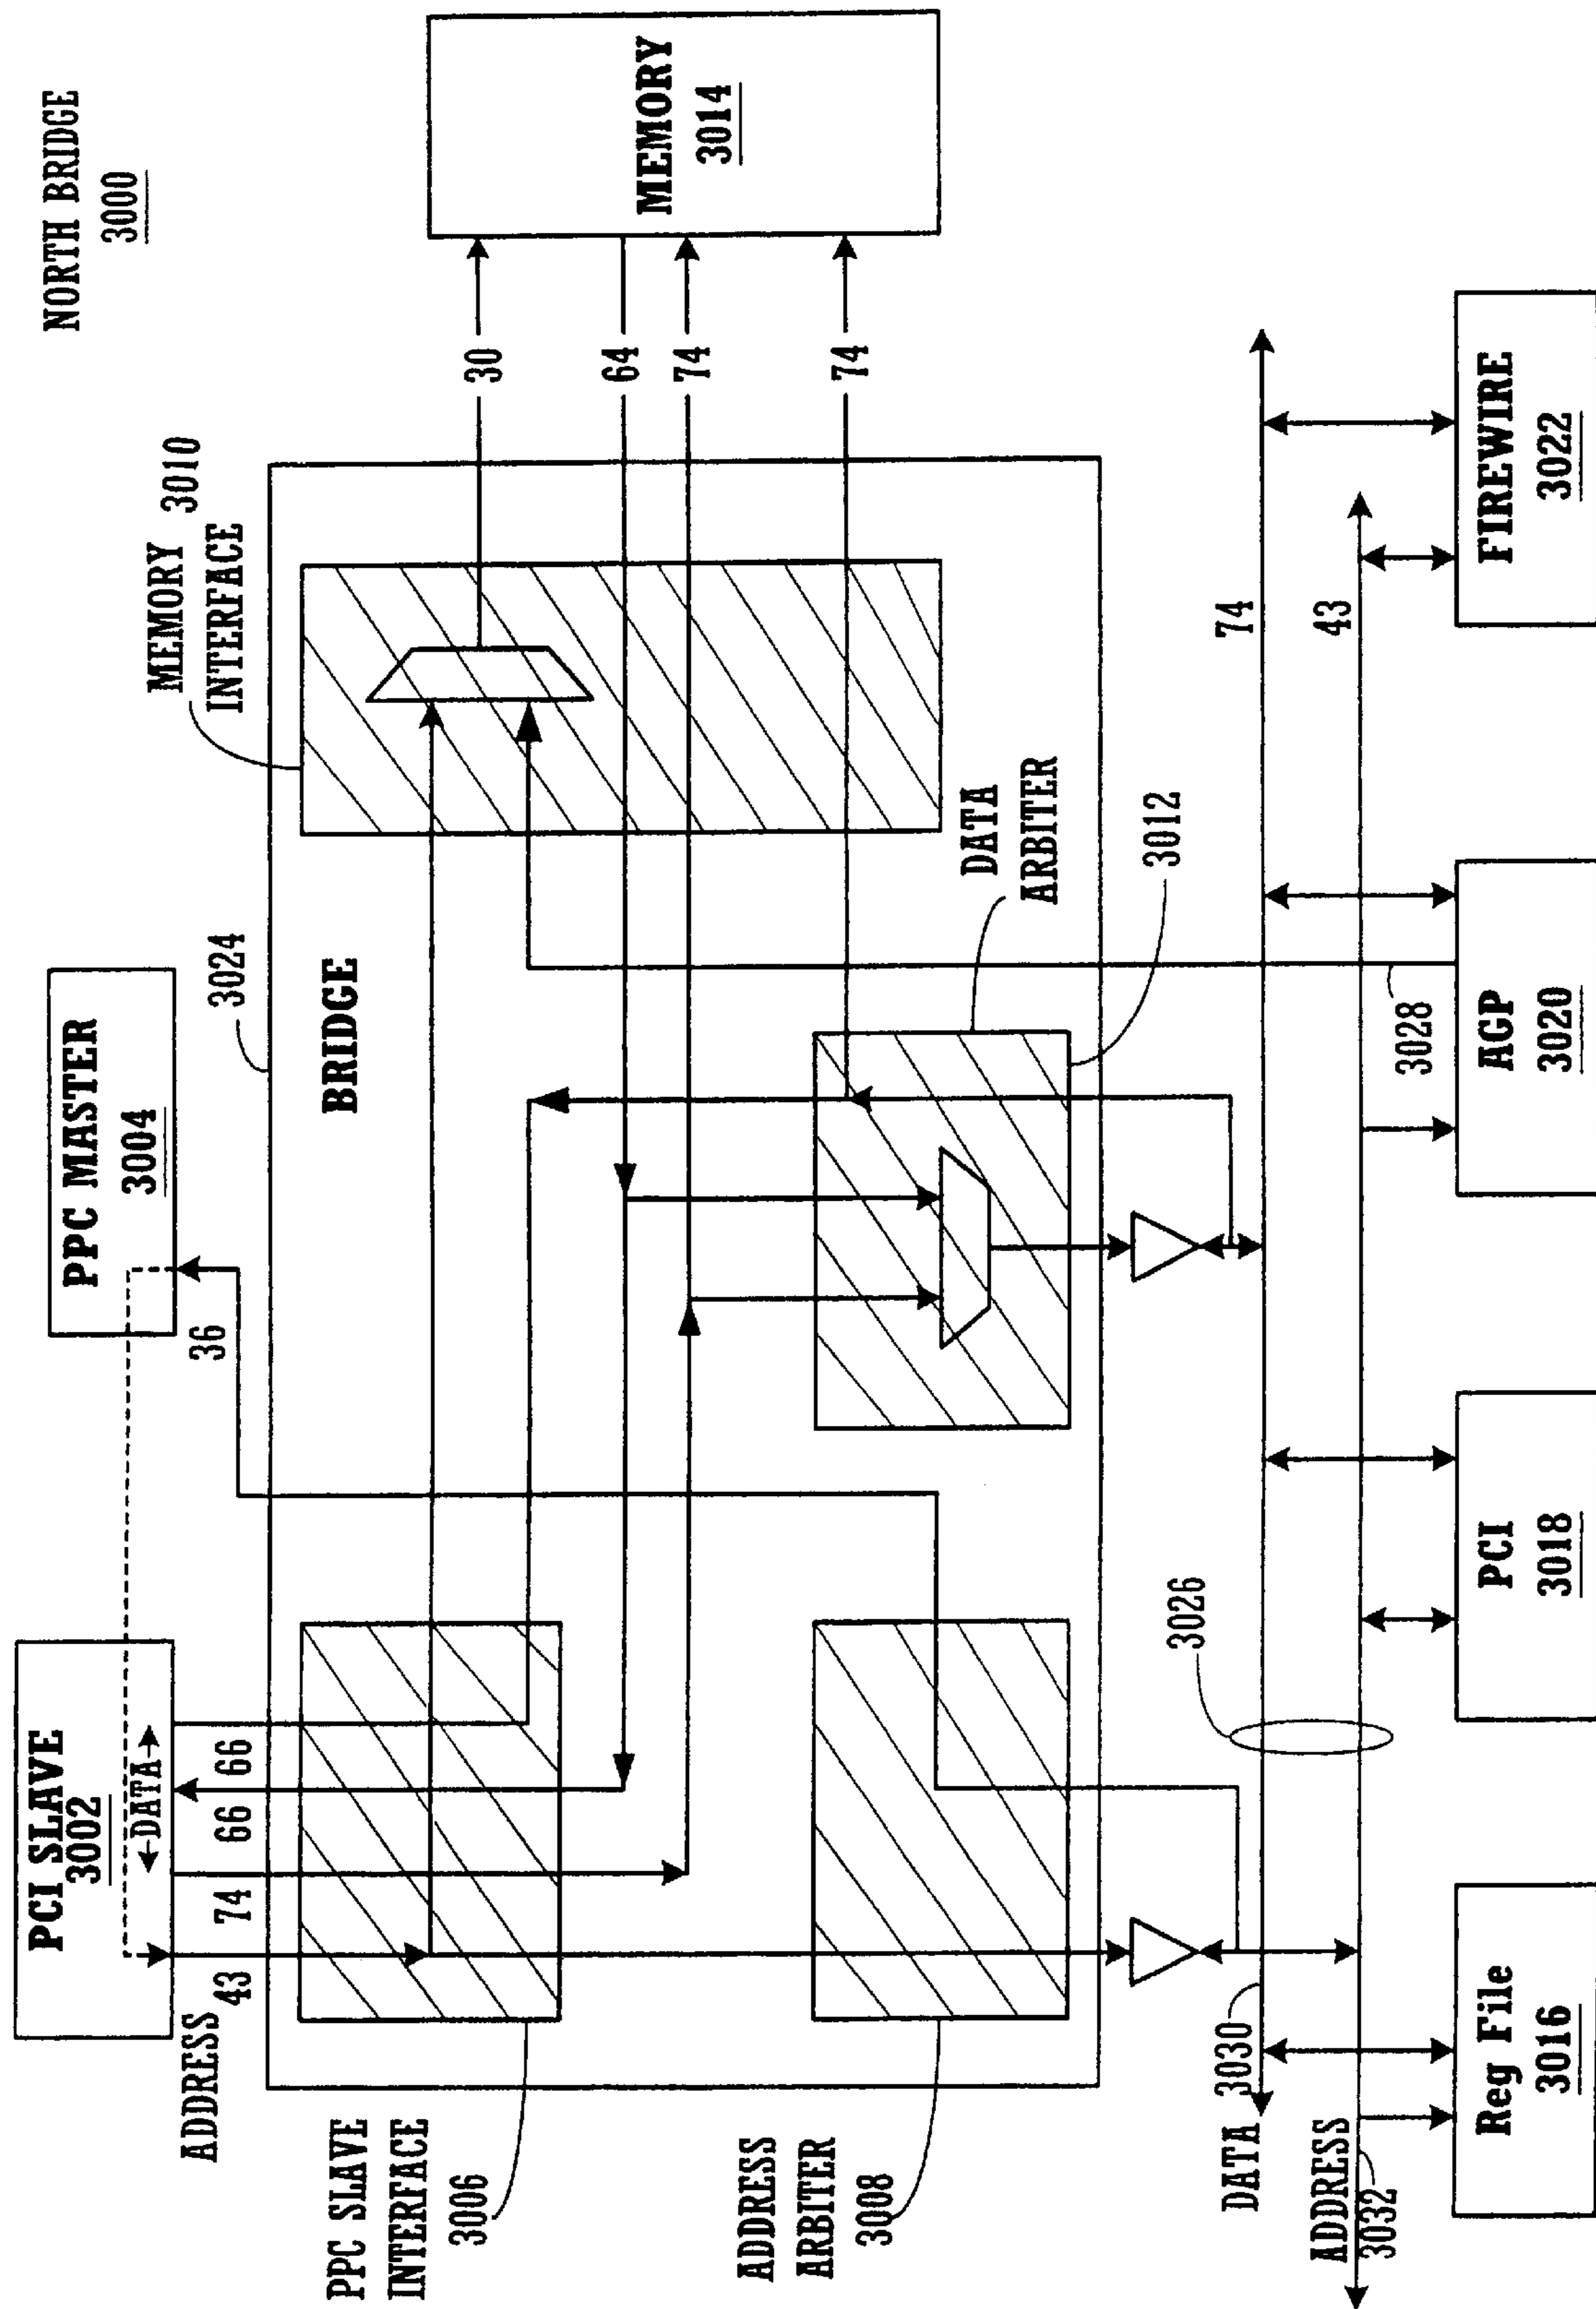 NORTH BRIDGE
3000
PCI SLAVE
3002
DATA
PPC MASTER
3004
ADDRESS
43
74
66
66
36
3024
MEMORY
INTERFACE
3010
BRIDGE
PPC SLAVE
INTERFACE
3006
30
64
74
74
MEMORY
3014
ADDRESS
ARBITER
3008
DATA
ARBITER
3012
DATA
3030
3026
74
ADDRESS
3032
3028
43
Reg File
3016
PCI
3018
AGP
3020
FIREWIRE
3022